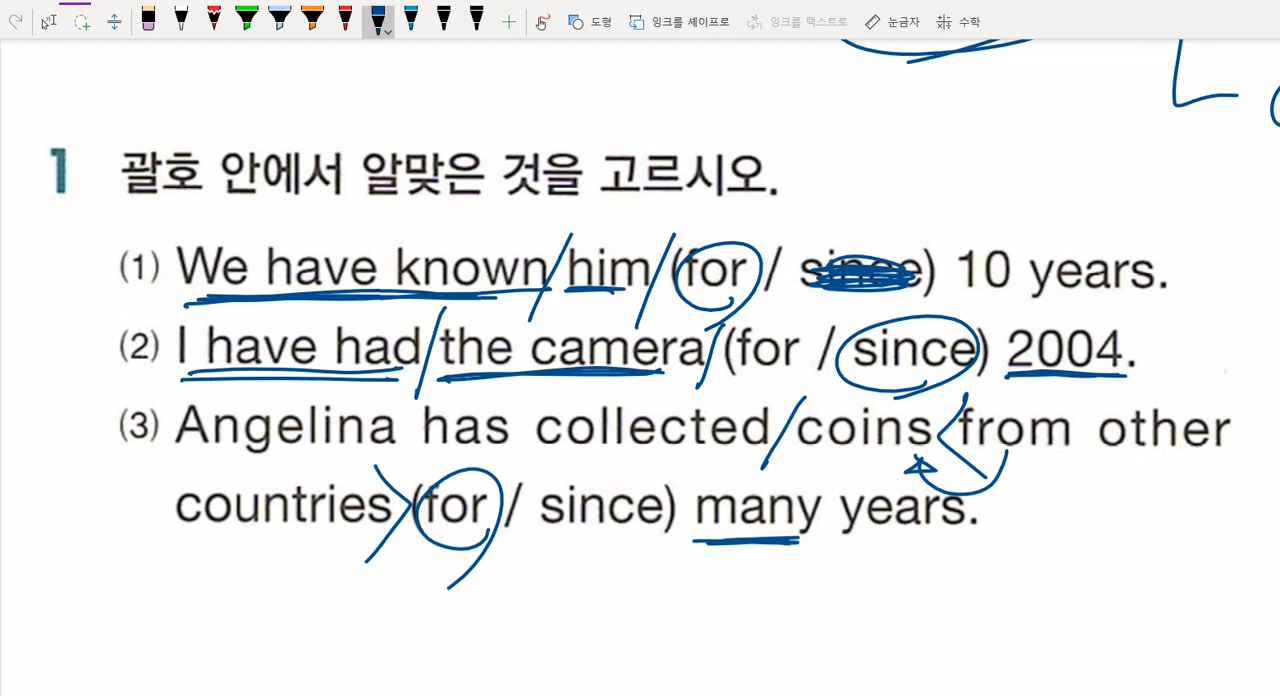 도형 잉크를 셰이프로 잉크를 텍스트로 눈금자 수학
1 괄호 안에서 알맞은 것을 고르시오.
(1) We have known him (for / since) 10 years.
(2) I have had the camera (for / since) 2004.
(3) Angelina has collected coins from other
countries (for / since) many years.